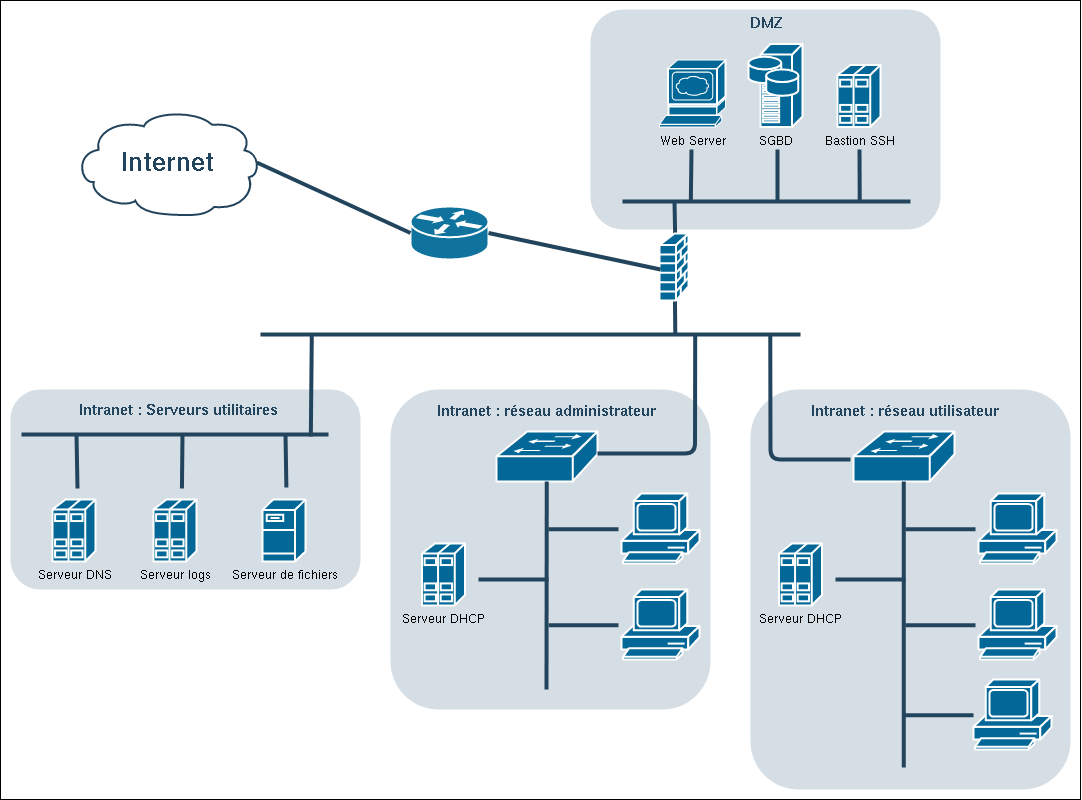 DMZ
Web Server
SGBD
Bastion SSH
Internet
Intranet : Serveurs utilitaires
Serveur DNS
Serveur logs
Serveur de fichiers
Intranet : réseau administrateur
Serveur DHCP
Intranet : réseau utilisateur
Serveur DHCP